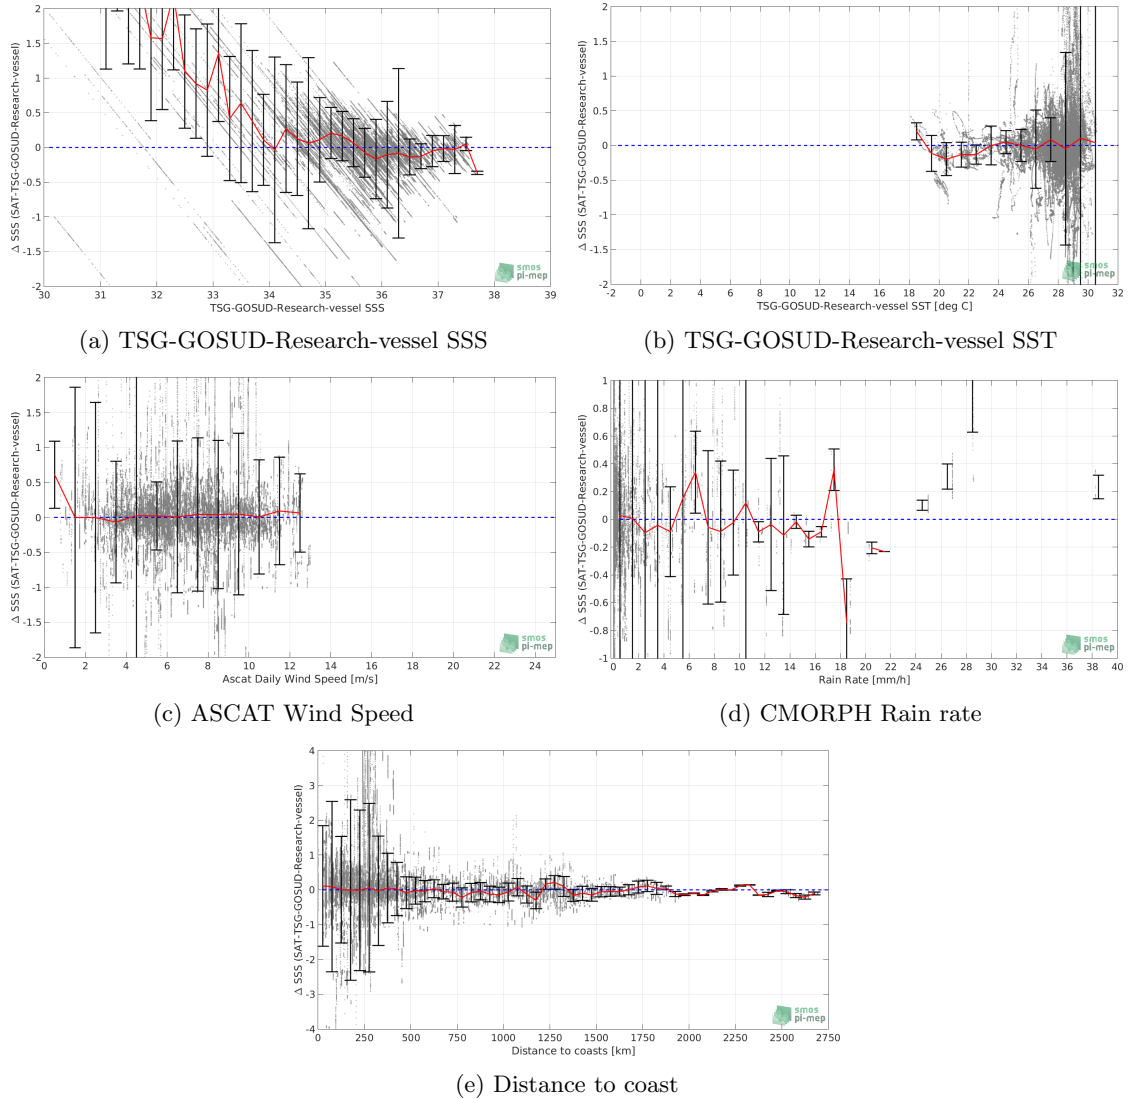 2
1.5
1
0.5
0
-0.5
-1
-1.5
-2
Δ SSS (SAT-TSG-GOSUD-Research-vessel)
30 31 32 33 34 35 36 37 38 39
TSG-GOSUD-Research-vessel SSS
smos
pi-mep
(a) TSG-GOSUD-Research-vessel SSS
2
1.5
1
0.5
0
-0.5
-1
-1.5
-2
Δ SSS (SAT-TSG-GOSUD-Research-vessel)
-2 0 2 4 6 8 10 12 14 16 18 20 22 24 26 28 30 32
TSG-GOSUD-Research-vessel SST [deg C]
smos
pi-mep
(b) TSG-GOSUD-Research-vessel SST
2
1.5
1
0.5
0
-0.5
-1
-1.5
-2
Δ SSS (SAT-TSG-GOSUD-Research-vessel)
0 2 4 6 8 10 12 14 16 18 20 22 24
Ascat Daily Wind Speed [m/s]
smos
pi-mep
(c) ASCAT Wind Speed
1
0.8
0.6
0.4
0.2
0
-0.2
-0.4
-0.6
-0.8
-1
Δ SSS (SAT-TSG-GOSUD-Research-vessel)
0 2 4 6 8 10 12 14 16 18 20 22 24 26 28 30 32 34 36 38 40
Rain Rate [mm/h]
smos
pi-mep
(d) CMORPH Rain rate
4
3
2
1
0
-1
-2
-3
-4
Δ SSS (SAT-TSG-GOSUD-Research-vessel)
0 250 500 750 1000 1250 1500 1750 2000 2250 2500 2750
Distance to coasts [km]
smos
pi-mep
(e) Distance to coast